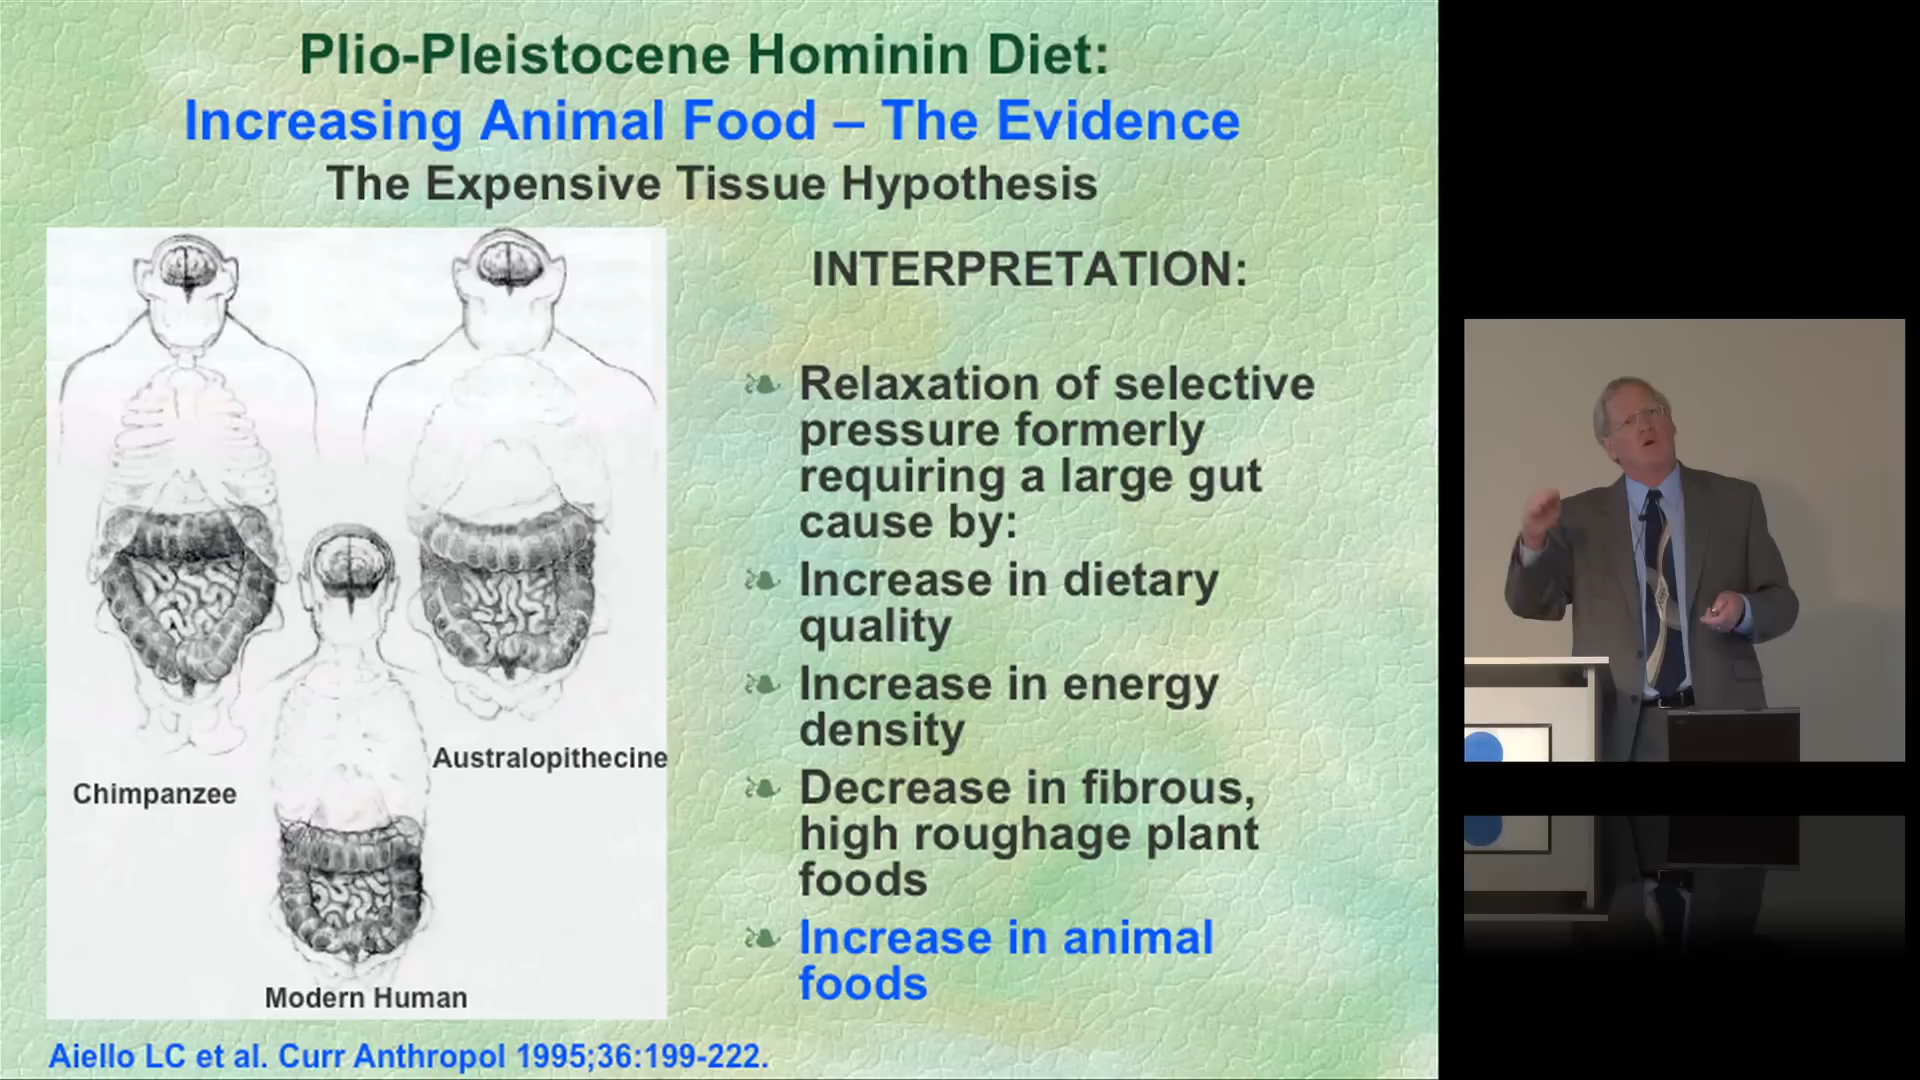 Plio-Pleistocene Hominin Diet:
Increasing Animal Food – The Evidence
The Expensive Tissue Hypothesis
INTERPRETATION:
Relaxation of selective
pressure formerly
requiring a large gut
cause by:
Increase in dietary
quality
Increase in energy
density
Decrease in fibrous,
high roughage plant
foods
Increase in animal
foods
Australopithecine
Chimpanzee
Modern Human
Aiello LC et al. Curr Anthropol 1995;36:199-222.